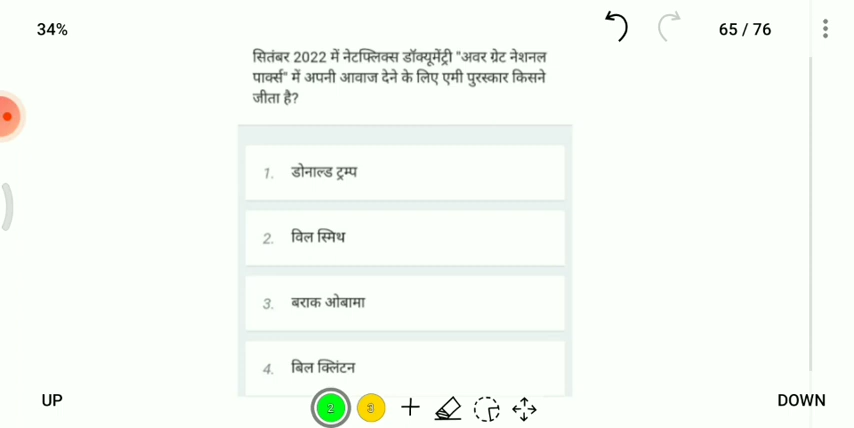 34%
65 / 76
सितंबर 2022 में नेटफ्लिक्स डॉक्यूमेंट्री "अवर ग्रेट नेशनल
पार्क्स" में अपनी आवाज देने के लिए एमी पुरस्कार किसने
जीता है?
1. डोनाल्ड ट्रम्प
2. विल स्मिथ
3. बराक ओबामा
4. बिल क्लिंटन
UP
2
3
DOWN